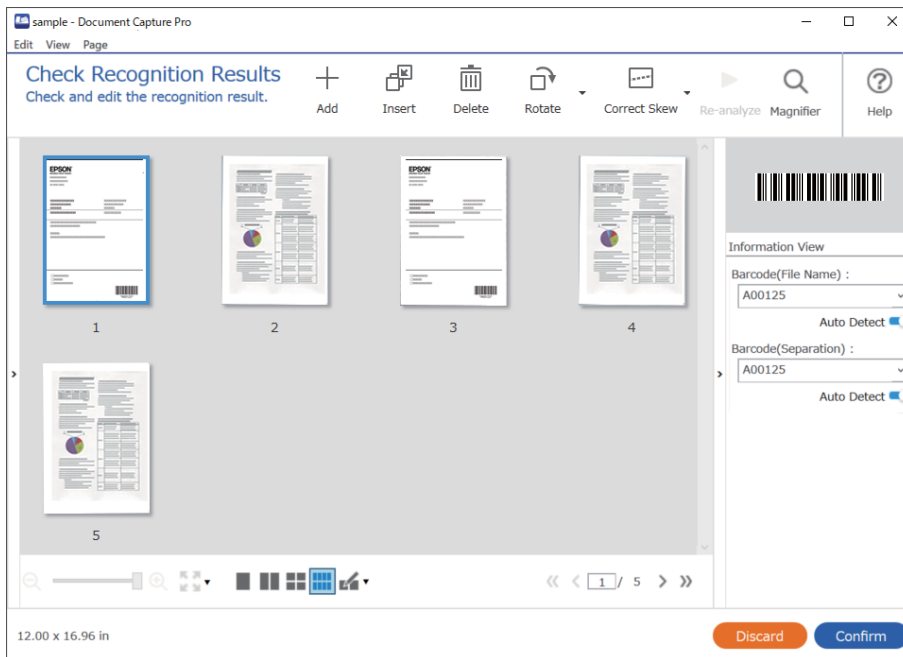 sample - Document Capture Pro
Edit View Page
Check Recognition Results
Check and edit the recognition result.
Add
Insert
Delete
Rotate
Correct Skew
Re-analyze
Magnifier
Help
EPSON
EPSON
1
2
3
4
5
Information View
Barcode(File Name) :
A00125
Auto Detect
Barcode(Separation) :
A00125
Auto Detect
1 / 5
12.00 x 16.96 in
Discard
Confirm